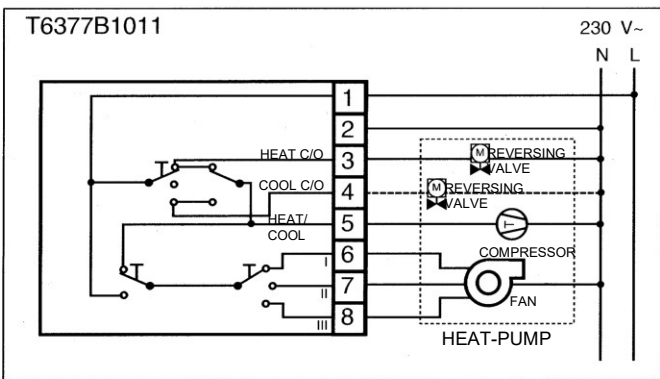 T6377B1011
230 V~
N L
1
2
HEAT C/O
3
M
REVERSING
VALVE
COOL C/O
4
M
REVERSING
VALVE
HEAT/
COOL
5
COMPRESSOR
I
6
II
7
FAN
III
8
HEAT-PUMP